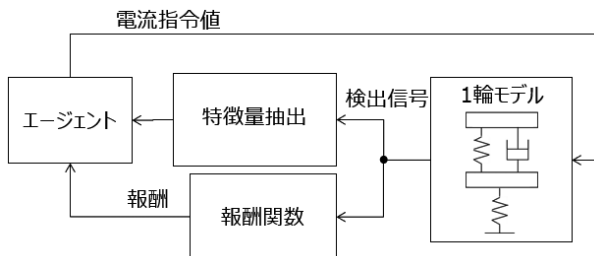 電流指令値
エージェント
特徴量抽出
検出信号
1輪モデル
報酬
報酬関数